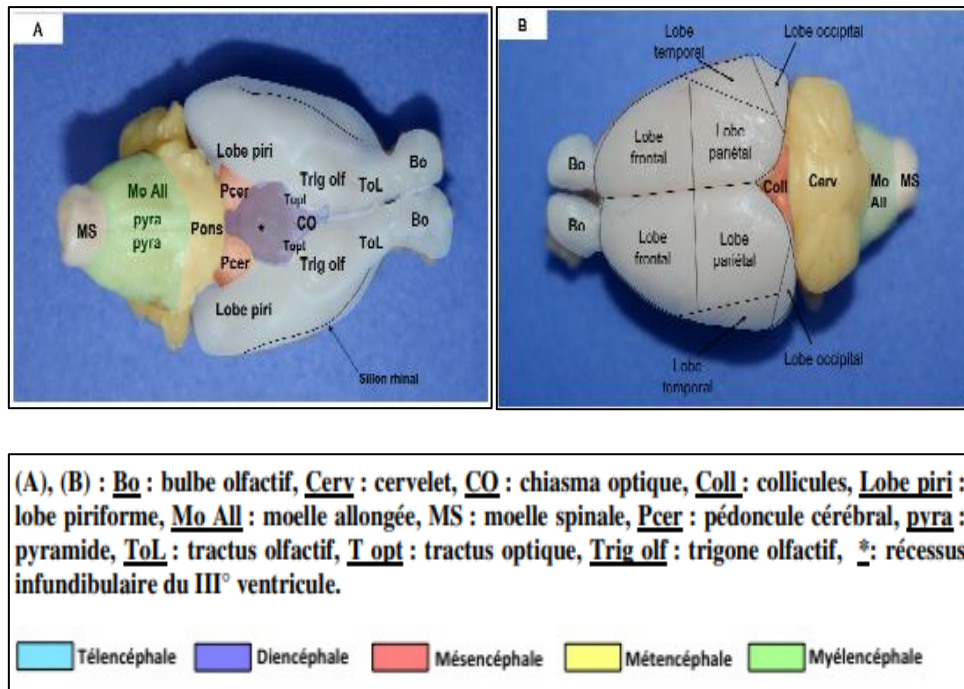 A
Lobe piri
Bo
Trig olf
ToL
Mo All
Pcer
Topt
pyra
MS
Pons
*
CO
pyra
Topt
ToL
Bo
Pcer
Trig olf
Lobe piri
Sillon rhinal
B
Lobe
temporal
Lobe occipital
Bo
Lobe
frontal
Lobe
pariétal
Coll
Cerv
Mo
All
MS
Bo
Lobe
frontal
Lobe
pariétal
Lobe
temporal
Lobe occipital
(A), (B) : Bo : bulbe olfactif, Cerv : cervelet, CO : chiasma optique, Coll : collicules, Lobe piri :
lobe piriforme, Mo All : moelle allongée, MS : moelle spinale, Pcer : pédoncule cérébral, pyra :
pyramide, ToL : tractus olfactif, T opt : tractus optique, Trig olf : trigone olfactif, *: récessus
infundibulaire du III° ventricule.
Télencéphale
Diencéphale
Mésencéphale
Métencéphale
Myélencéphale